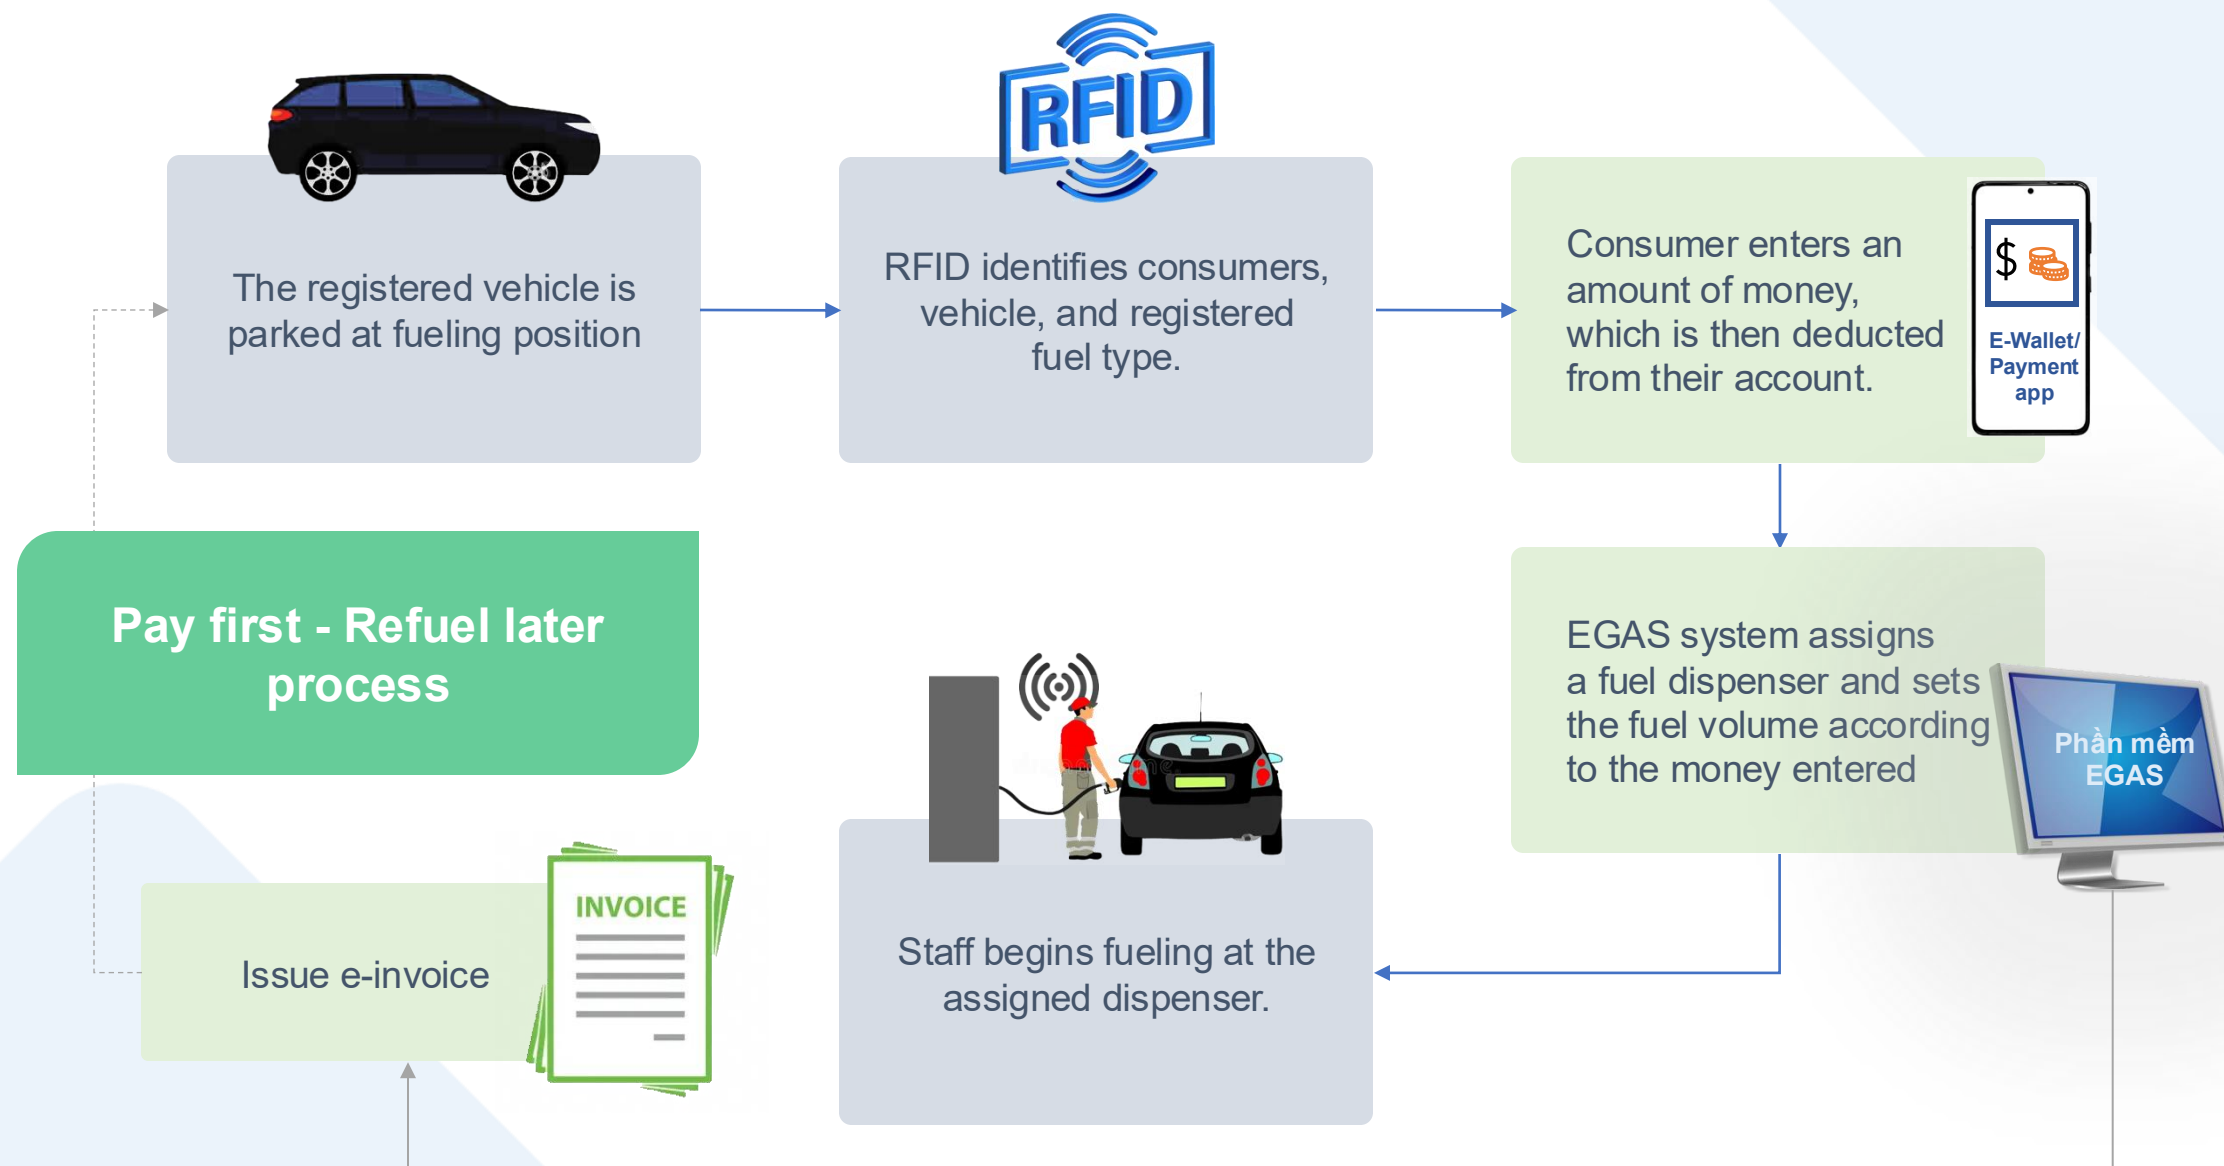 RFID
The registered vehicle is
parked at fueling position
RFID identifies consumers,
vehicle, and registered
fuel type.
Consumer enters an
amount of money,
which is then deducted
from their account.
$
E-Wallet/
Payment
app
Pay first - Refuel later
process
EGAS system assigns
a fuel dispenser and sets
the fuel volume according
to the money entered
Phần mềm
EGAS
Staff begins fueling at the
assigned dispenser.
Issue e-invoice
INVOICE